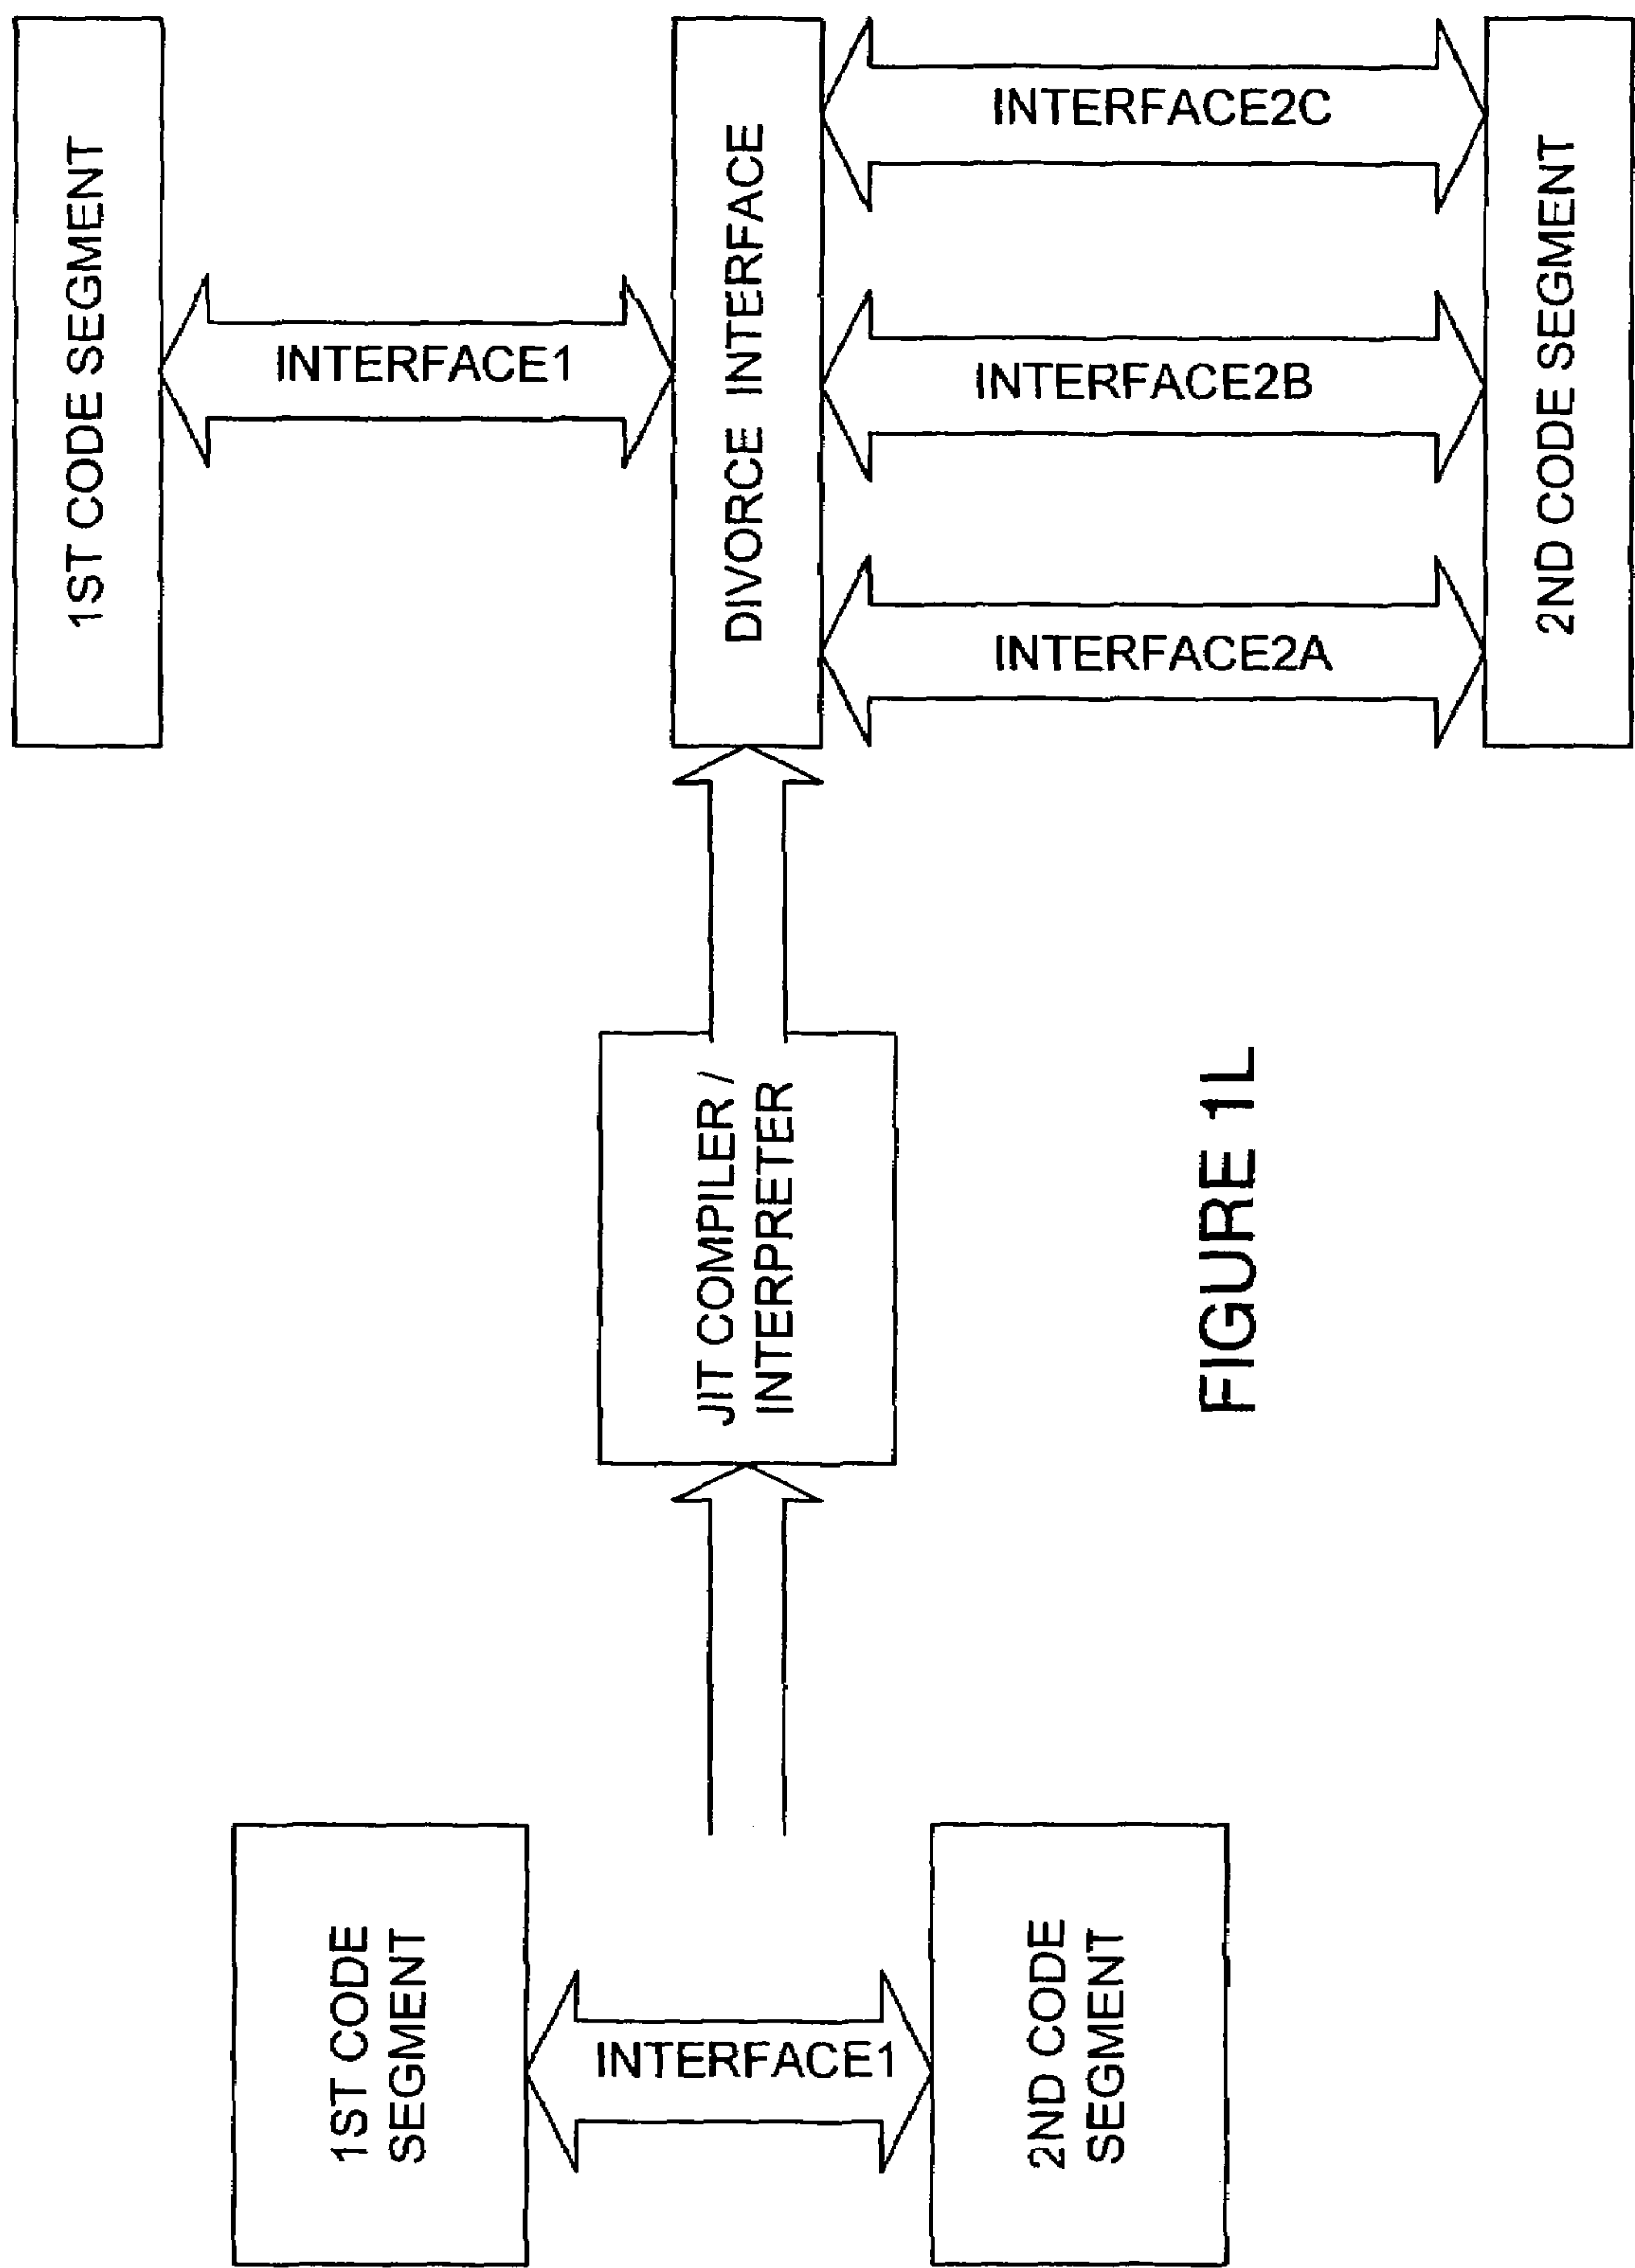 1ST CODE
SEGMENT
INTERFACE1
2ND CODE
SEGMENT
JIT COMPILER /
INTERPRETER
1ST CODE SEGMENT
INTERFACE1
DIVORCE INTERFACE
INTERFACE2A
INTERFACE2B
INTERFACE2C
2ND CODE SEGMENT
FIGURE 1L